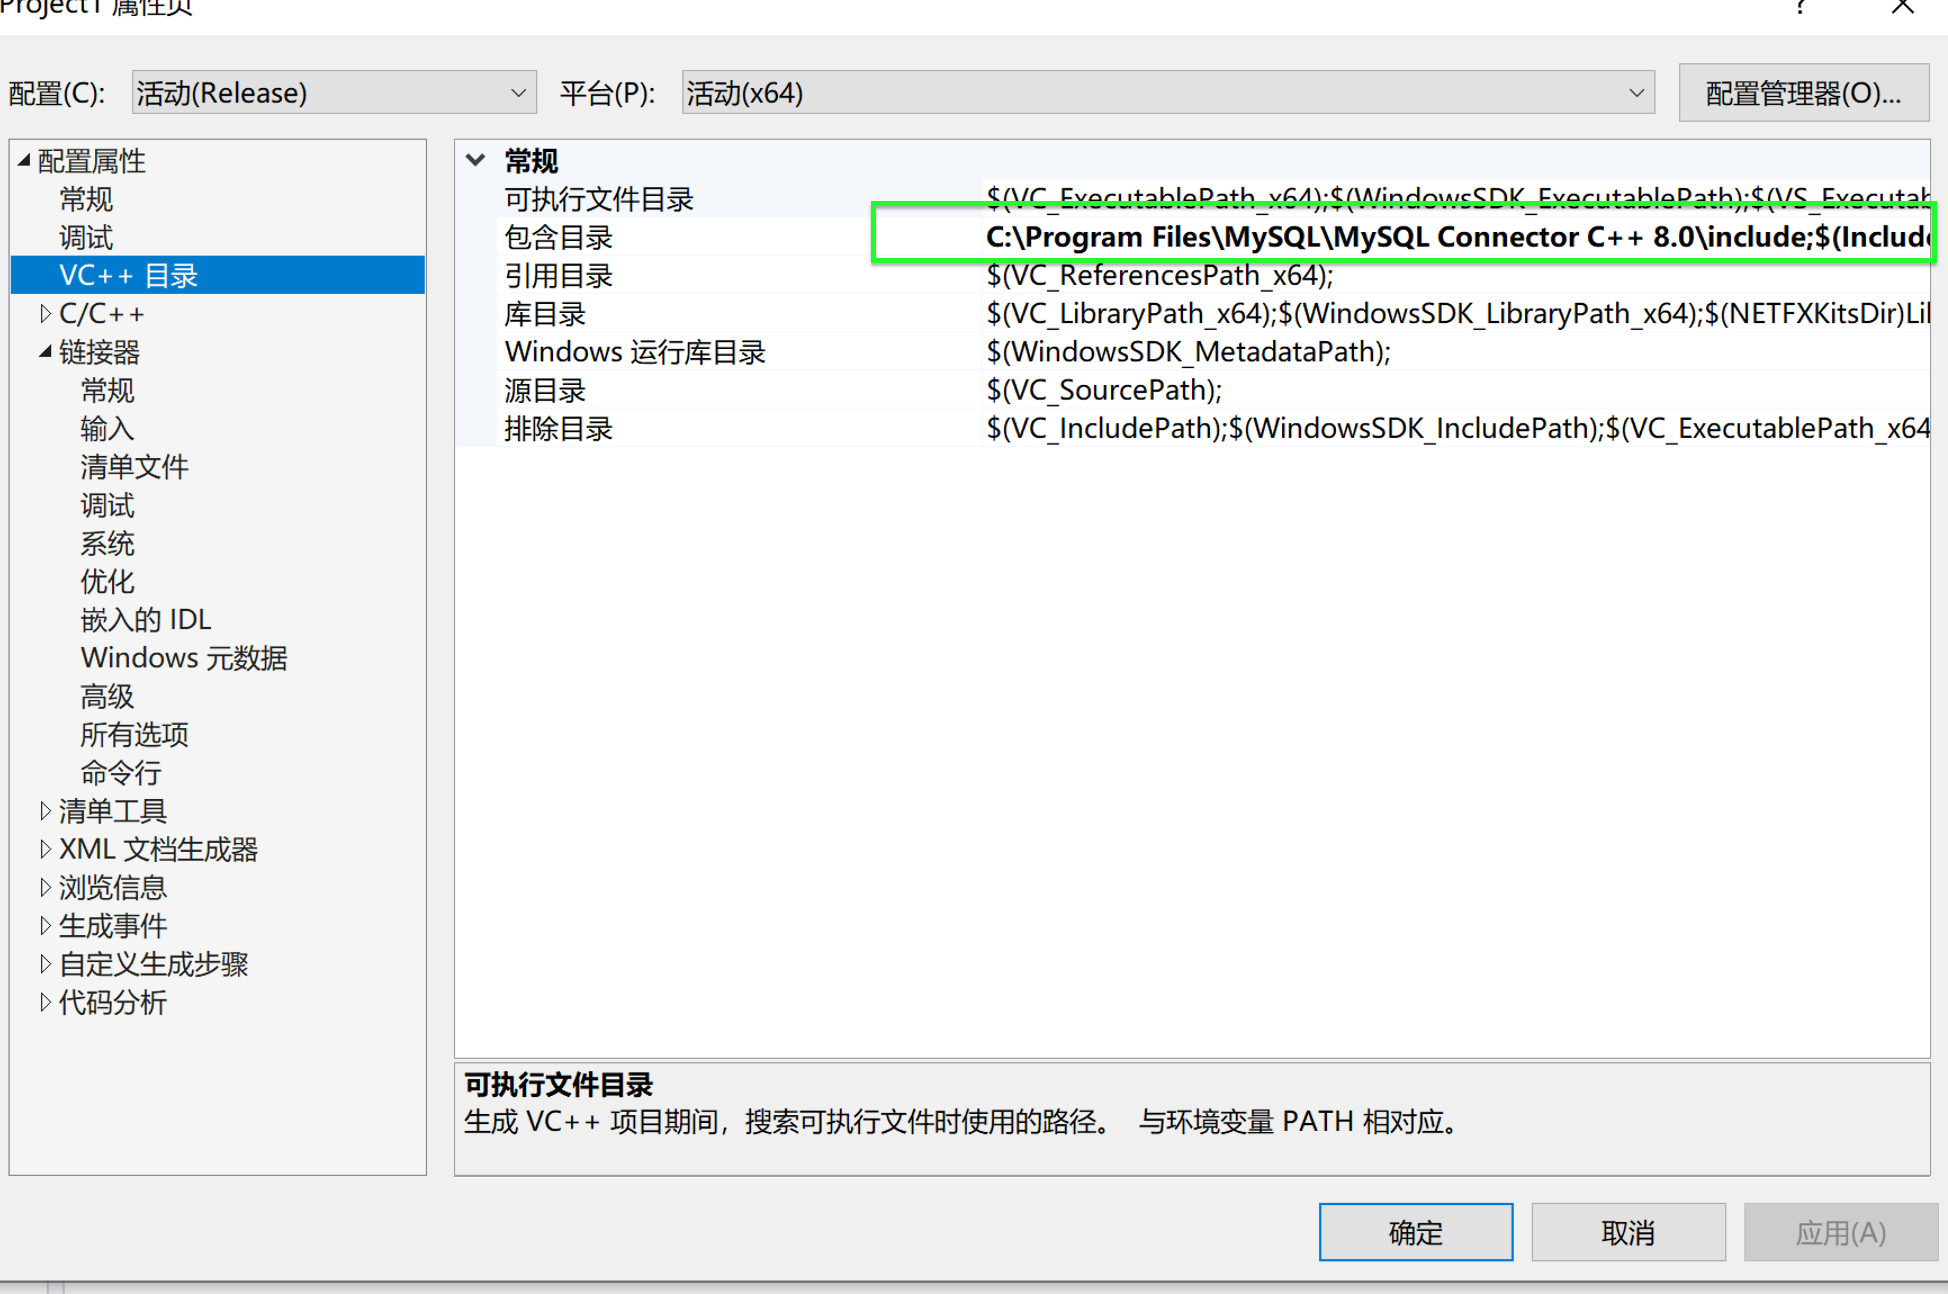 Project1 属性页
配置(C): 活动(Release) 平台(P): 活动(x64) 配置管理器(O)...
配置属性
常规
调试
VC++ 目录
C/C++
链接器
常规
输入
清单文件
调试
系统
优化
嵌入的 IDL
Windows 元数据
高级
所有选项
命令行
清单工具
XML 文档生成器
浏览信息
生成事件
自定义生成步骤
代码分析
常规
可执行文件目录 $(VC_ExecutablePath_x64);$(WindowsSDK_ExecutablePath);$(VS_Executab
包含目录 C:\Program Files\MySQL\MySQL Connector C++ 8.0\include;$(Include
引用目录 $(VC_ReferencesPath_x64);
库目录 $(VC_LibraryPath_x64);$(WindowsSDK_LibraryPath_x64);$(NETFXKitsDir)Lil
Windows 运行库目录 $(WindowsSDK_MetadataPath);
源目录 $(VC_SourcePath);
排除目录 $(VC_IncludePath);$(WindowsSDK_IncludePath);$(VC_ExecutablePath_x64
可执行文件目录
生成 VC++ 项目期间，搜索可执行文件时使用的路径。 与环境变量 PATH 相对应。
确定 取消 应用(A)